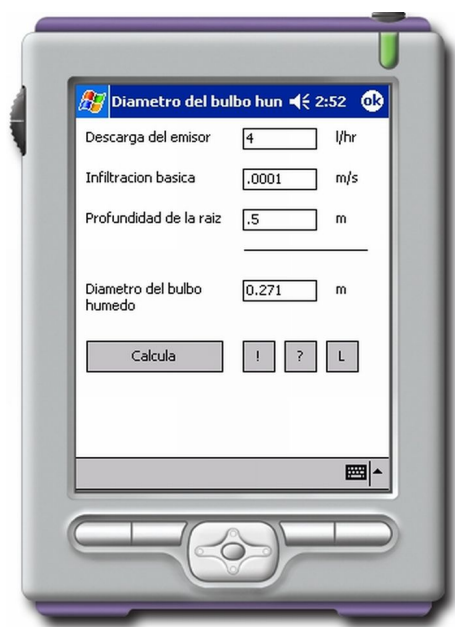 Diametro del bulbo hun 2:52 ok
Descarga del emisor 4 l/hr
Infiltracion basica .0001 m/s
Profundidad de la raiz .5 m
Diametro del bulbo 0.271 m
humedo
Calcula ! ? L